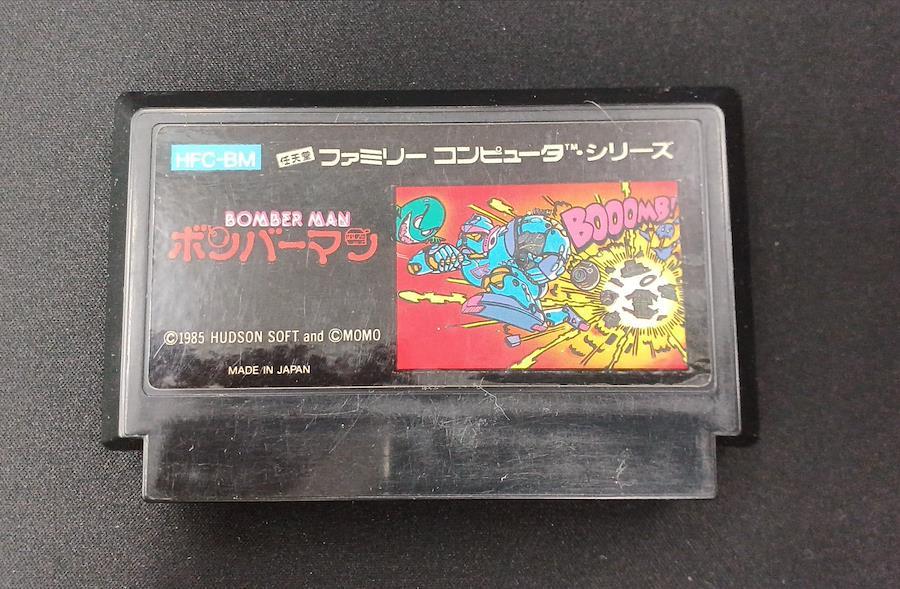 HFC-BM
任天堂 ファミリー コンピュータ™・シリーズ
BOMBER MAN
ボンバーマン
BOOOMB!
©1985 HUDSON SOFT and ©MOMO
MADE IN JAPAN